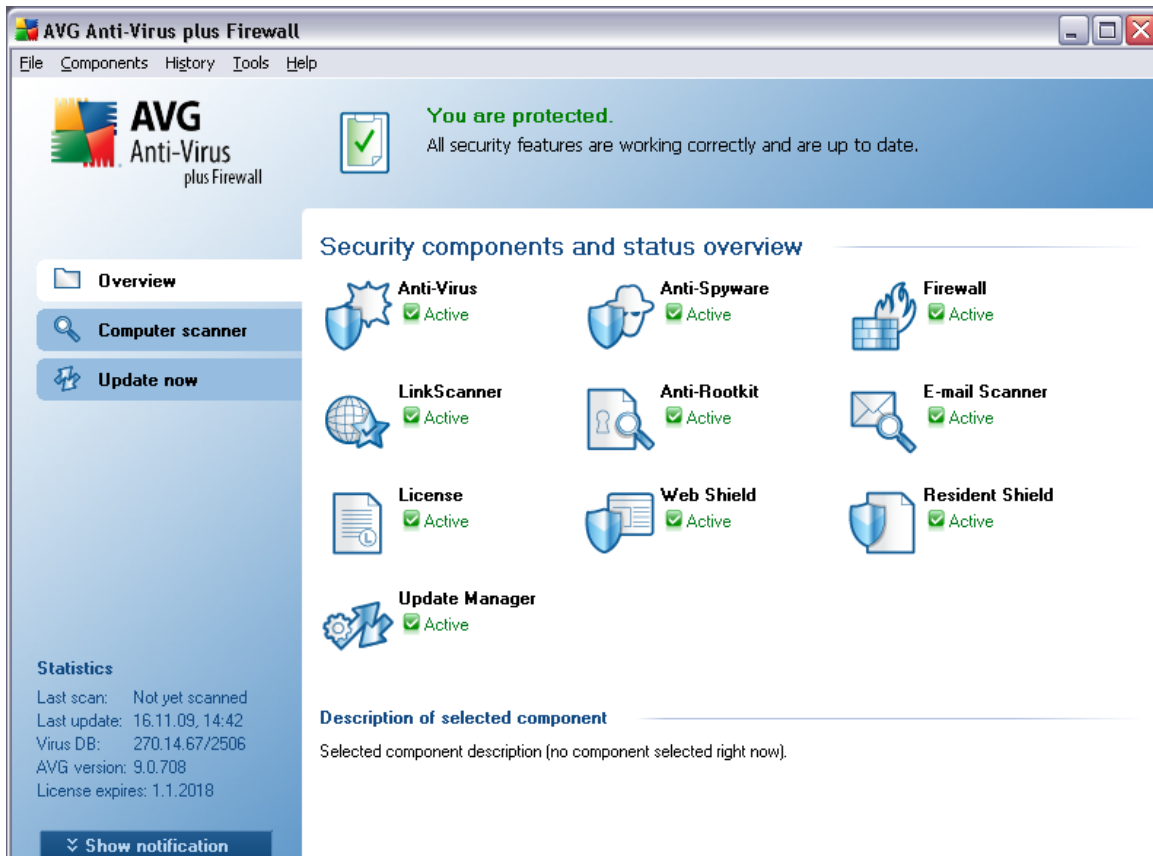 AVG Anti-Virus plus Firewall
File Components History Tools Help
AVG
Anti-Virus
plus Firewall
You are protected.
All security features are working correctly and are up to date.
Overview
Computer scanner
Update now
Security components and status overview
Anti-Virus
Active
Anti-Spyware
Active
Firewall
Active
LinkScanner
Active
Anti-Rootkit
Active
E-mail Scanner
Active
License
Active
Web Shield
Active
Resident Shield
Active
Update Manager
Active
Statistics
Last scan: Not yet scanned
Last update: 16.11.09, 14:42
Virus DB: 270.14.67/2506
AVG version: 9.0.708
License expires: 1.1.2018
Show notification
Description of selected component
Selected component description (no component selected right now).